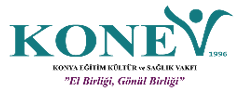 KONEV
1996
KONYA EĞİTİM KÜLTÜR ve SAĞLIK VAKFI
"El Birliği, Gönül Birliği"